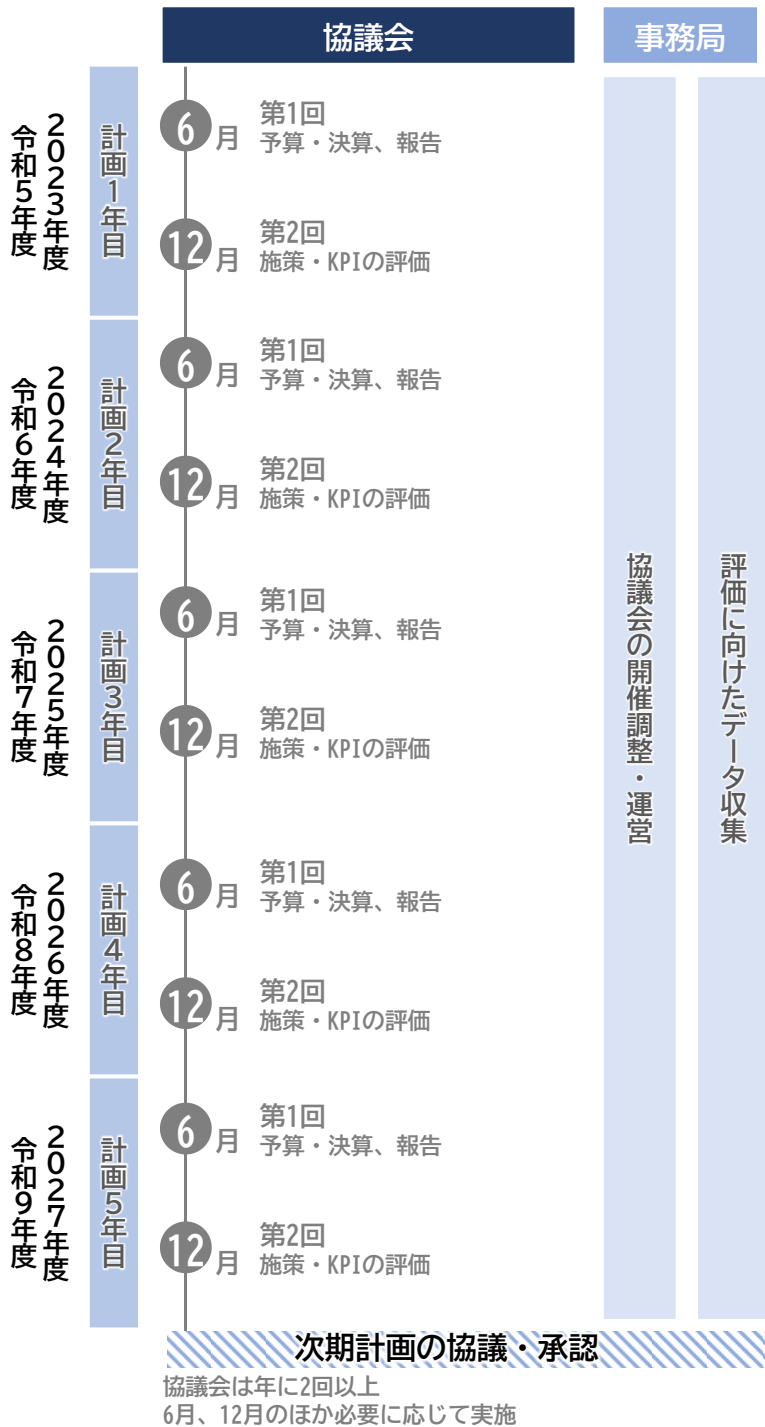 協議会
事務局
2023年度
令和5年度
計画1年目
6月
第1回
予算・決算、報告
12月
第2回
施策・KPIの評価
2024年度
令和6年度
計画2年目
6月
第1回
予算・決算、報告
12月
第2回
施策・KPIの評価
2025年度
令和7年度
計画3年目
6月
第1回
予算・決算、報告
12月
第2回
施策・KPIの評価
2026年度
令和8年度
計画4年目
6月
第1回
予算・決算、報告
12月
第2回
施策・KPIの評価
2027年度
令和9年度
計画5年目
6月
第1回
予算・決算、報告
12月
第2回
施策・KPIの評価
協議会の開催調整・運営
評価に向けたデータ収集
次期計画の協議・承認
協議会は年に2回以上
6月、12月のほか必要に応じて実施